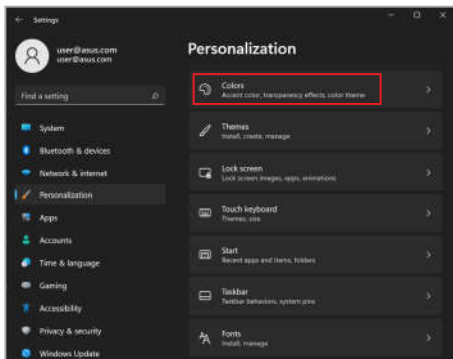 Settings
user@asus.com
user@asus.com
Find a setting
System
Bluetooth & devices
Network & internet
Personalization
Apps
Accounts
Time & language
Gaming
Accessibility
Privacy & security
Windows Update
Personalization
Colors
Accent color, transparency effects, color theme
Themes
Install, create, manage
Lock screen
Lock screen images, apps, animations
Touch keyboard
Themes, size
Start
Recent apps and items, folders
Taskbar
Taskbar behaviors, system pins
Fonts
Install, manage